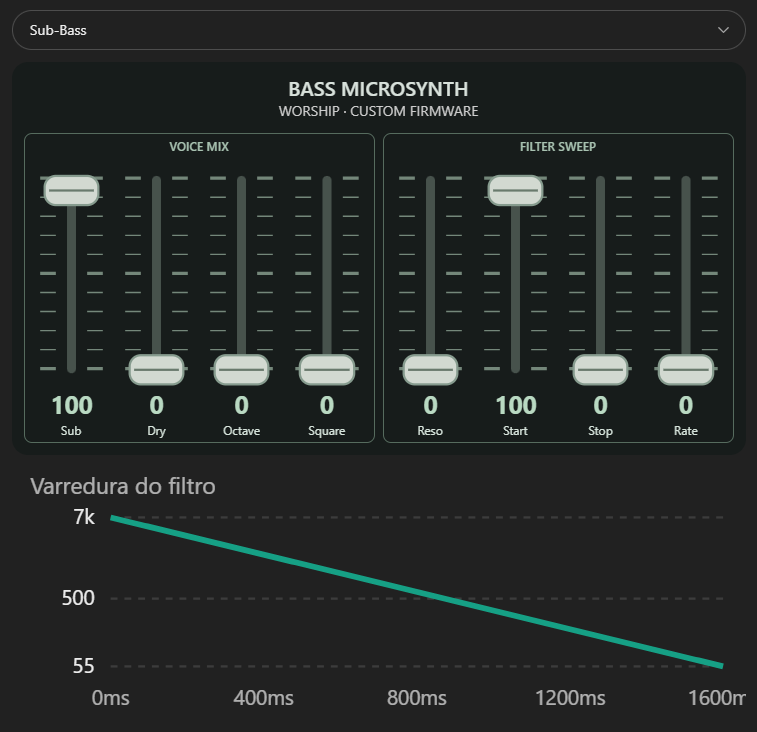 Sub-Bass
BASS MICROSYNTH
WORSHIP · CUSTOM FIRMWARE
VOICE MIX
FILTER SWEEP
100 0 0 0 0 100 0 0
Sub Dry Octave Square Reso Start Stop Rate
Varredura do filtro
7k
500
55
0ms 400ms 800ms 1200ms 1600m